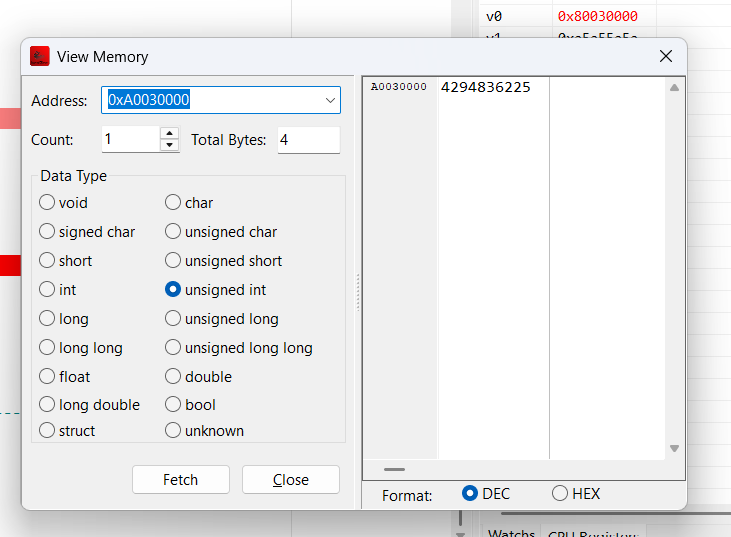 v0 0x80030000
View Memory
Address: 0xA0030000
Count: 1 Total Bytes: 4
Data Type
void char
signed char unsigned char
short unsigned short
int unsigned int
long unsigned long
long long unsigned long long
float double
long double bool
struct unknown
Fetch Close
A0030000 4294836225
Format: DEC HEX